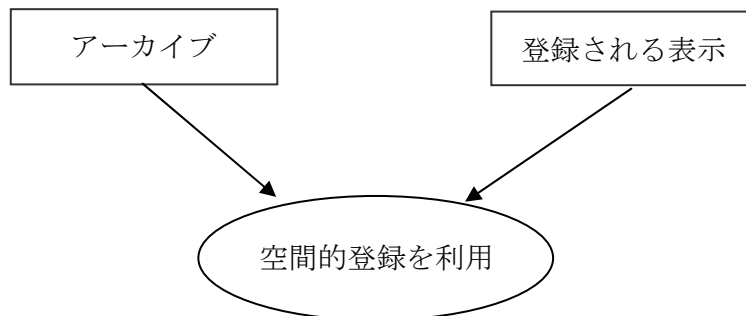 アーカイブ
登録される表示
空間的登録を利用